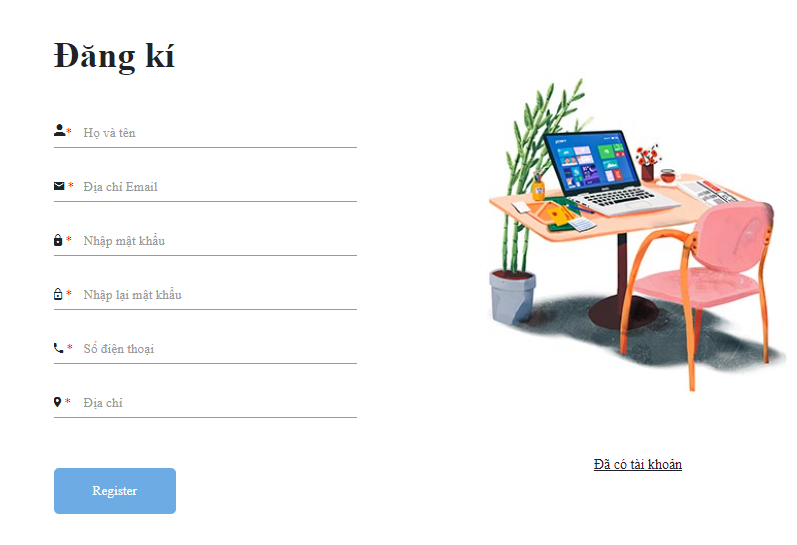 Đăng kí
* Họ và tên
* Địa chỉ Email
* Nhập mật khẩu
* Nhập lại mật khẩu
* Số điện thoại
* Địa chỉ
Register
Đã có tài khoản